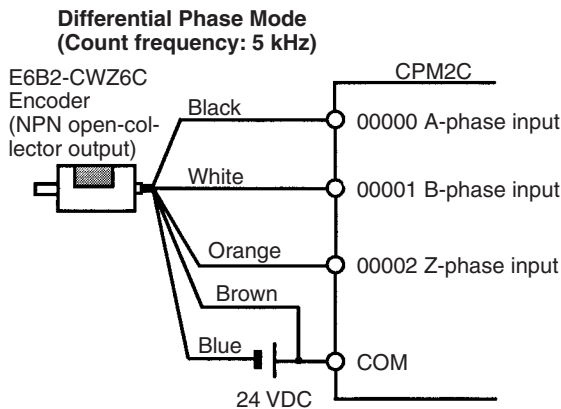 Differential Phase Mode
(Count frequency: 5 kHz)
E6B2-CWZ6C
Encoder
(NPN open-col-
lector output)
CPM2C
Black
00000 A-phase input
White
00001 B-phase input
Orange
00002 Z-phase input
Brown
Blue
COM
24 VDC